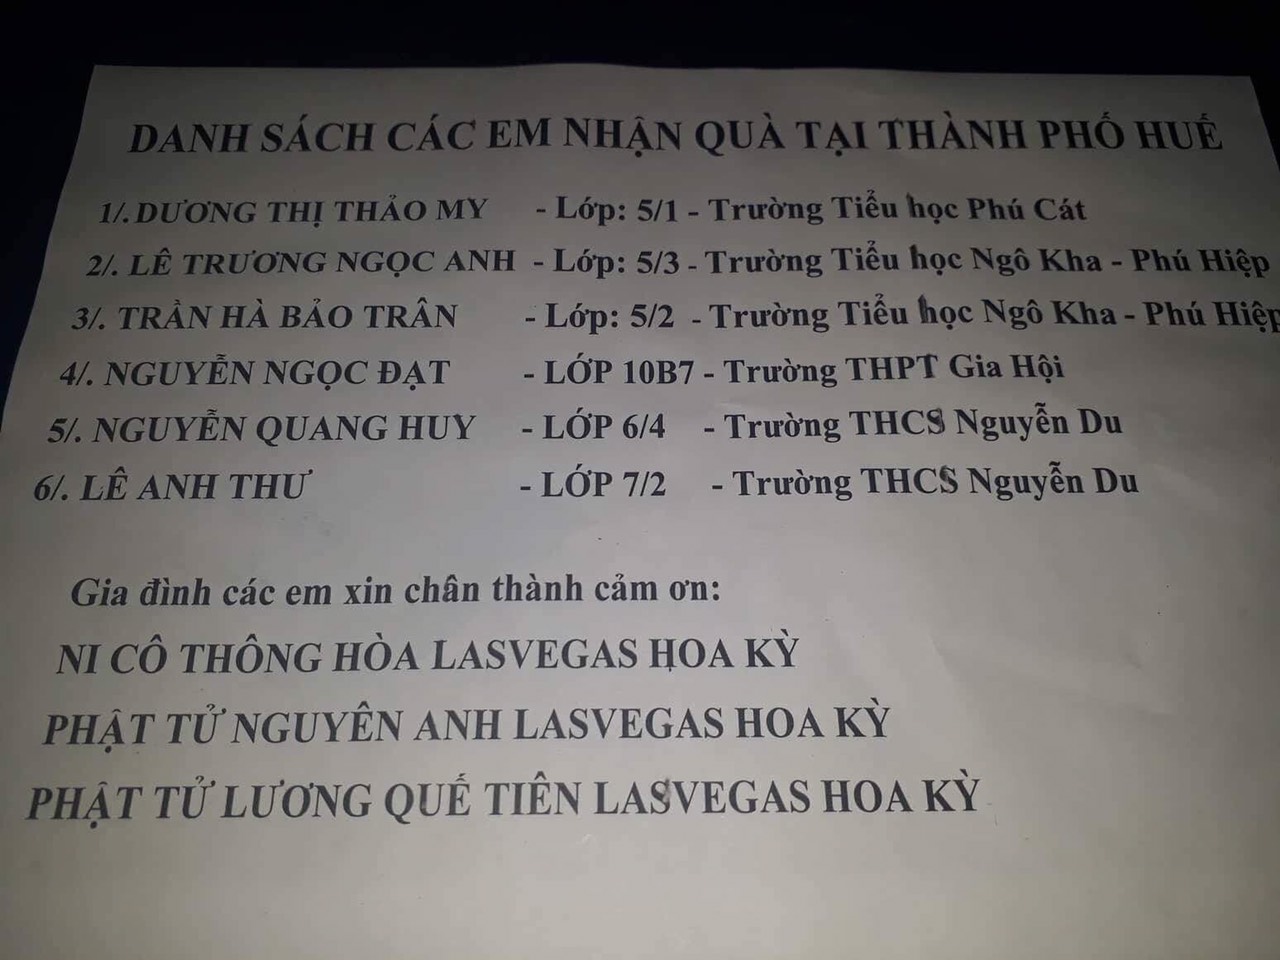 DANH SÁCH CÁC EM NHẬN QUÀ TẠI THÀNH PHỐ HUẾ
1/. DƯƠNG THỊ THẢO MY - Lớp: 5/1 - Trường Tiểu học Phú Cát
2/. LÊ TRƯƠNG NGỌC ANH - Lớp: 5/3 - Trường Tiểu học Ngô Kha - Phú Hiệp
3/. TRẦN HÀ BẢO TRÂN - Lớp: 5/2 - Trường Tiểu học Ngô Kha - Phú Hiệp
4/. NGUYỄN NGỌC ĐẠT - LỚP 10B7 - Trường THPT Gia Hội
5/. NGUYỄN QUANG HUY - LỚP 6/4 - Trường THCS Nguyễn Du
6/. LÊ ANH THƯ - LỚP 7/2 - Trường THCS Nguyễn Du
Gia đình các em xin chân thành cảm ơn:
NI CÔ THÔNG HÒA LASVEGAS HOA KỲ
PHẬT TỬ NGUYÊN ANH LASVEGAS HOA KỲ
PHẬT TỬ LƯƠNG QUẾ TIÊN LASVEGAS HOA KỲ